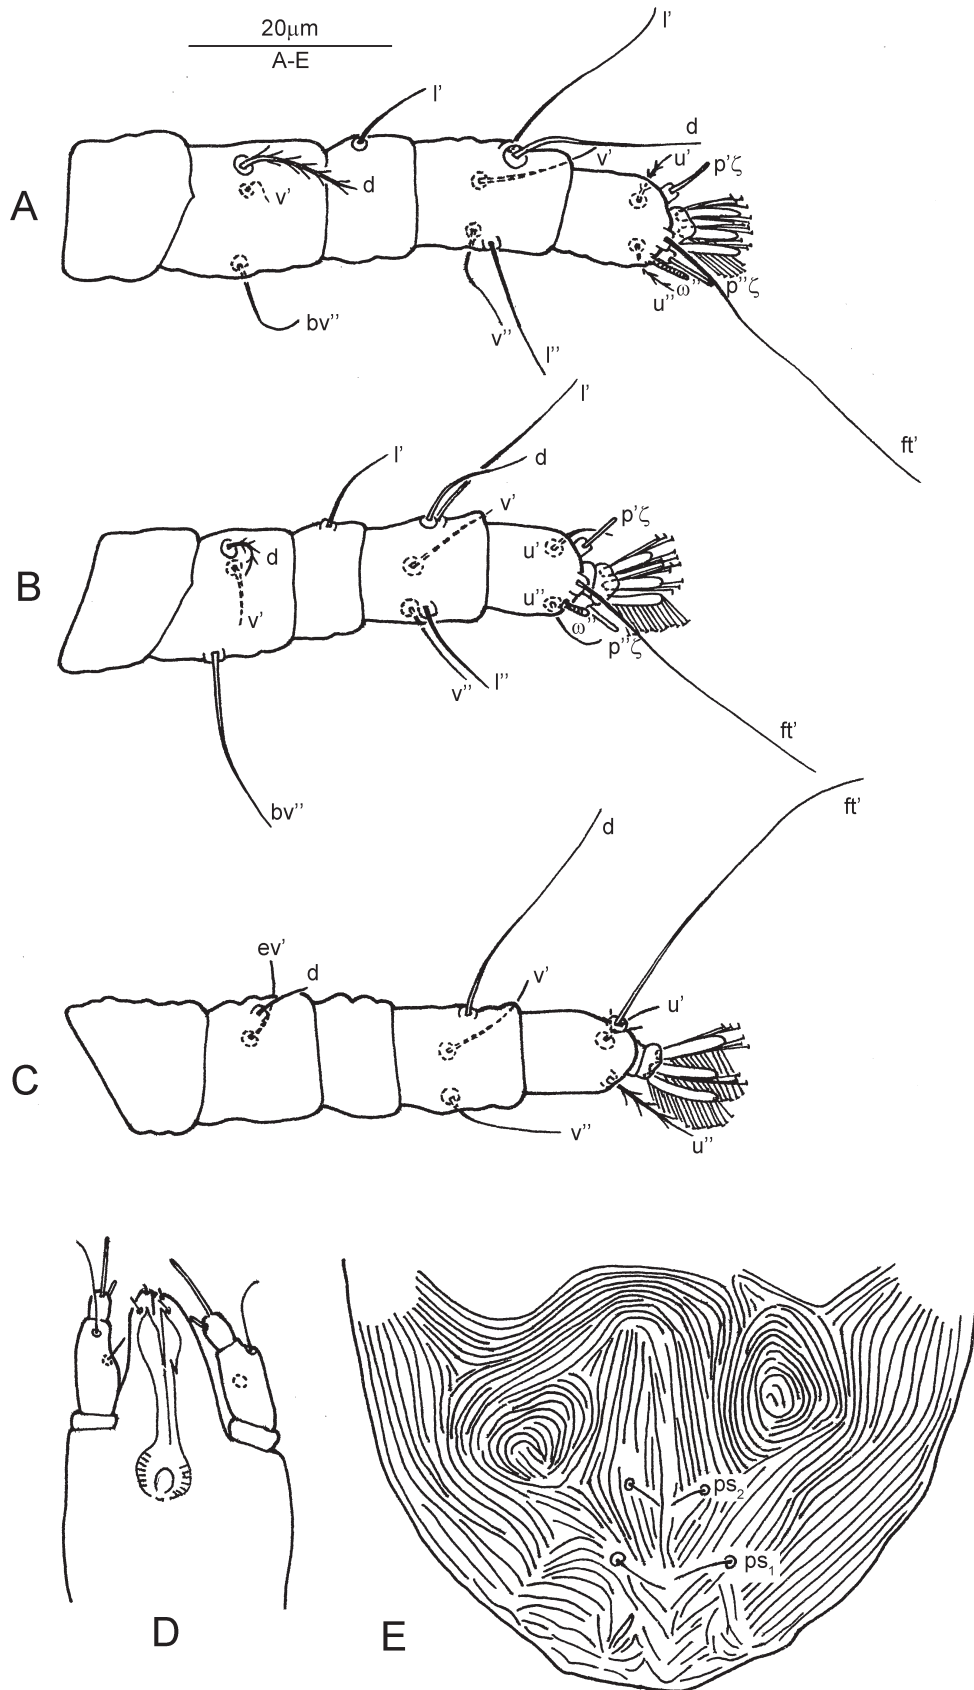 20μm
A-E
l'
l'
d
v'
u'
p'ζ
A
v'
d
bv''
v''
l''
u''
ω''
p''ζ
ft'
l'
l'
d
v'
p'ζ
B
d
v'
u'
u''
ω''
p''ζ
v''
l''
ft'
bv''
ft'
d
ev'
d
v'
u'
C
v''
u''
ps2
ps1
D
E